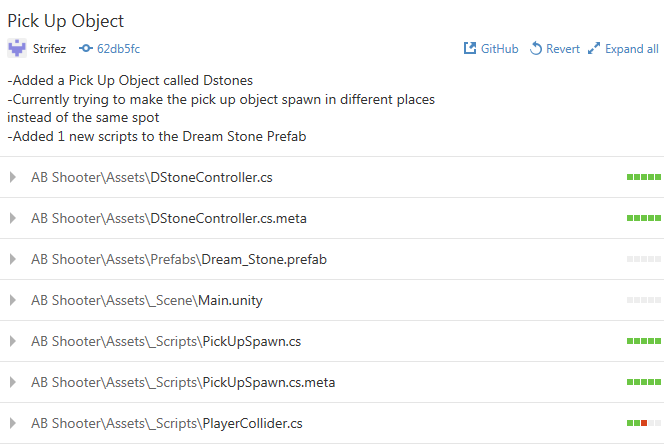 Pick Up Object
Strifez 62db5fc GitHub Revert Expand all
-Added a Pick Up Object called Dstones
-Currently trying to make the pick up object spawn in different places
instead of the same spot
-Added 1 new scripts to the Dream Stone Prefab
AB Shooter\Assets\DStoneController.cs
AB Shooter\Assets\DStoneController.cs.meta
AB Shooter\Assets\Prefabs\Dream_Stone.prefab
AB Shooter\Assets\_Scene\Main.unity
AB Shooter\Assets\_Scripts\PickUpSpawn.cs
AB Shooter\Assets\_Scripts\PickUpSpawn.cs.meta
AB Shooter\Assets\_Scripts\PlayerCollider.cs